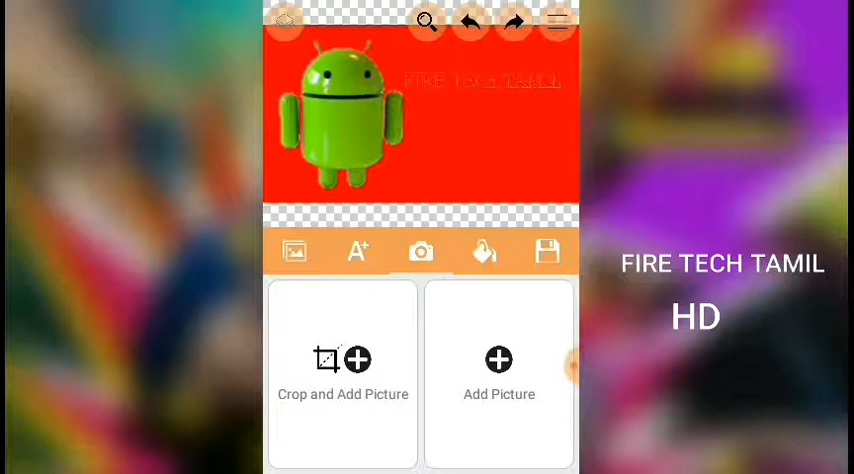 FIRE Tech TAMIL
A+
Crop and Add Picture
Add Picture
FIRE TECH TAMIL
HD